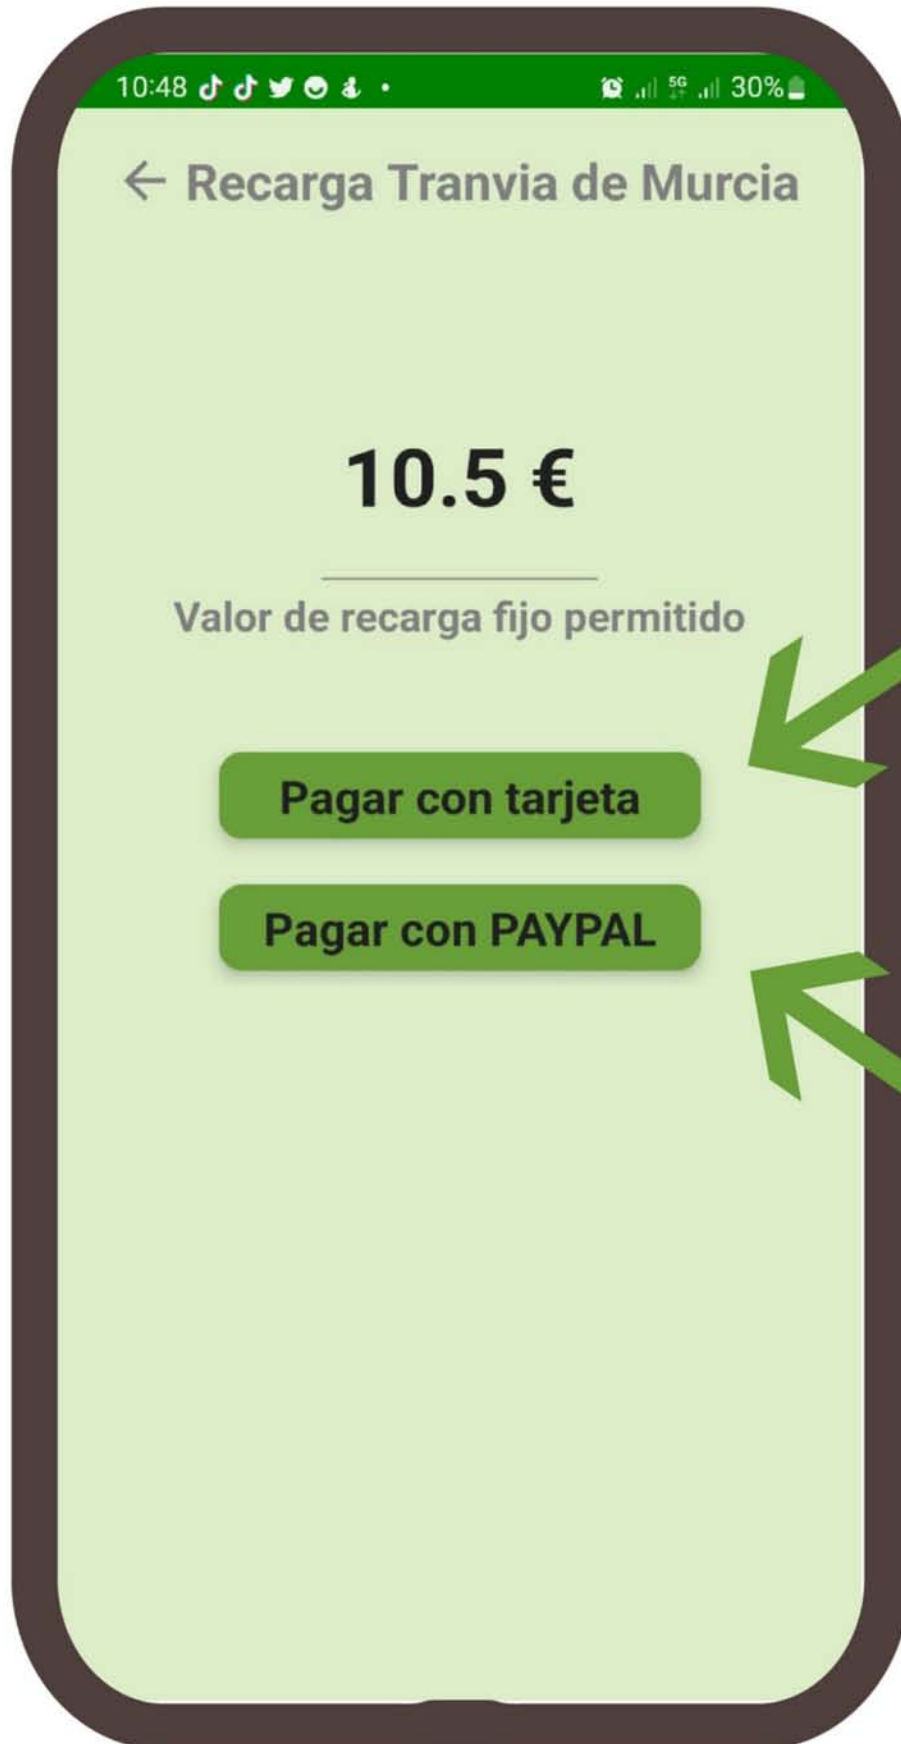 10:48
5G
30%
← Recarga Tranvia de Murcia
10.5 €
Valor de recarga fijo permitido
Pagar con tarjeta
Pagar con PAYPAL